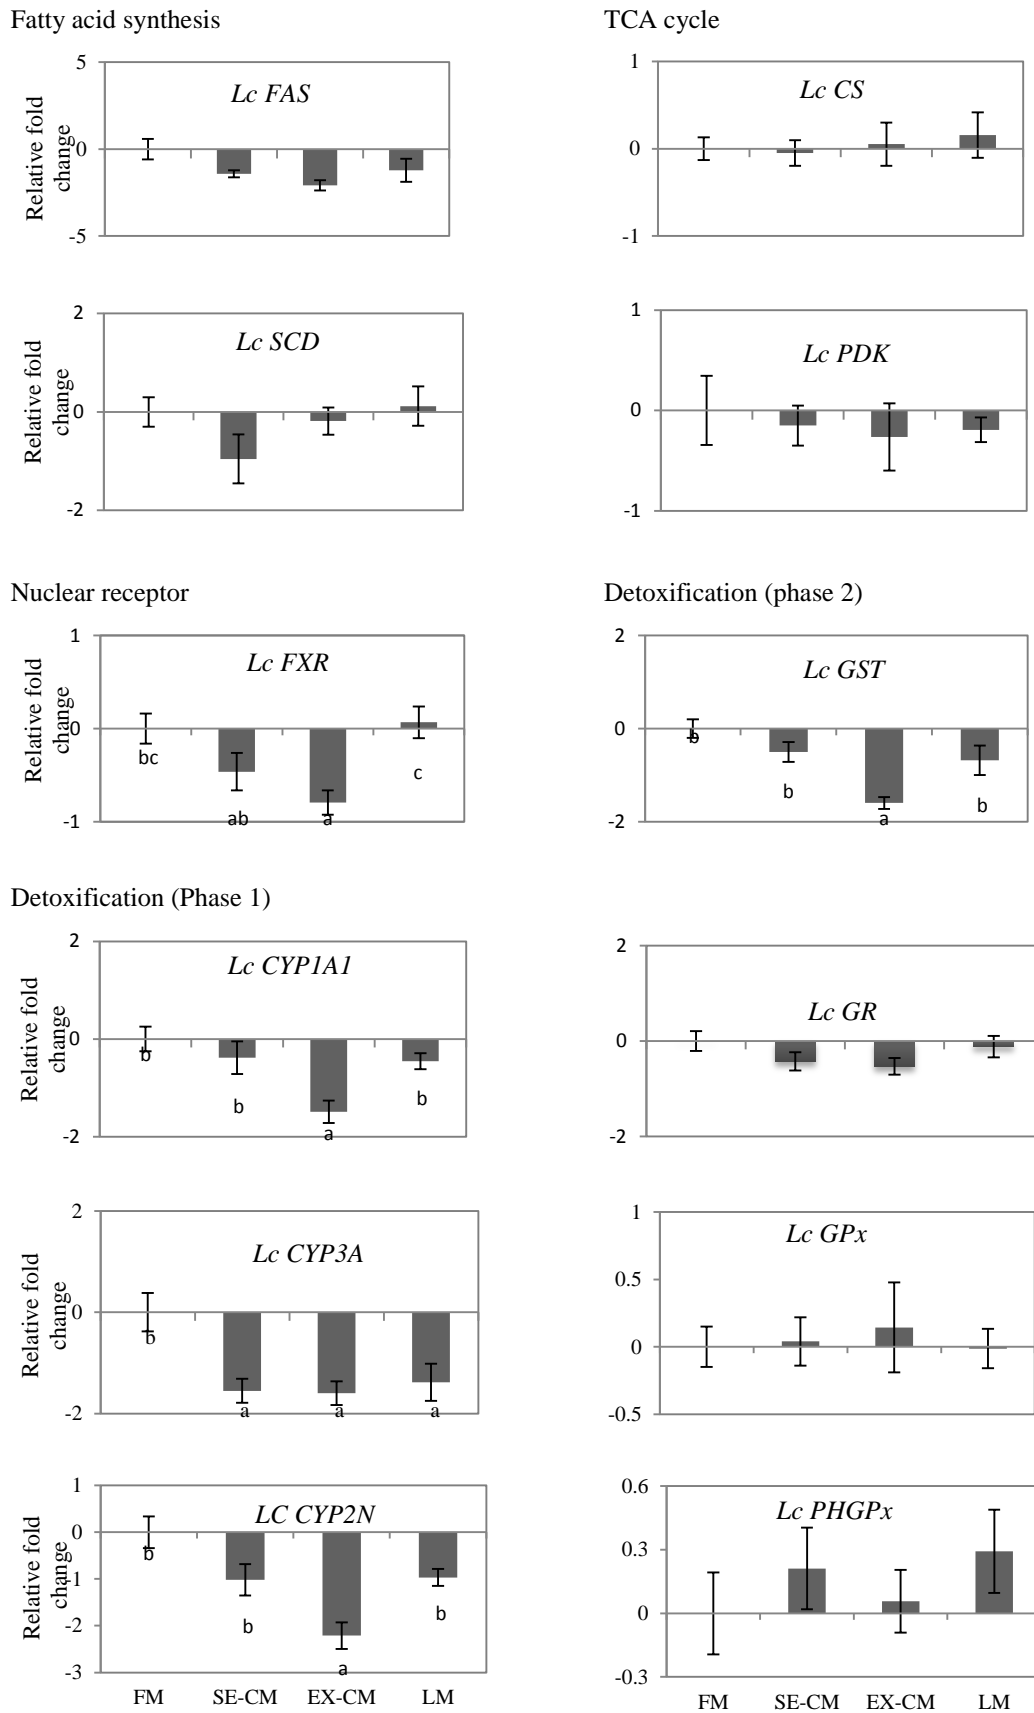 Fatty acid synthesis
TCA cycle
Relative fold change
5
0
-5
Lc FAS
1
0
-1
Lc CS
Relative fold change
2
0
-2
Lc SCD
1
0
-1
Lc PDK
Nuclear receptor
Detoxification (phase 2)
Relative fold change
1
0
-1
Lc FXR
bc
ab
a
c
2
0
-2
Lc GST
b
b
a
b
Detoxification (Phase 1)
Relative fold change
2
0
-2
Lc CYP1A1
b
b
a
b
2
0
-2
Lc GR
Relative fold change
2
0
-2
Lc CYP3A
b
a
a
a
1
0.5
0
-0.5
Lc GPx
Relative fold change
1
0
-1
-2
-3
LC CYP2N
b
b
a
b
FM SE-CM EX-CM LM
0.6
0.3
0
-0.3
Lc PHGPx
FM SE-CM EX-CM LM